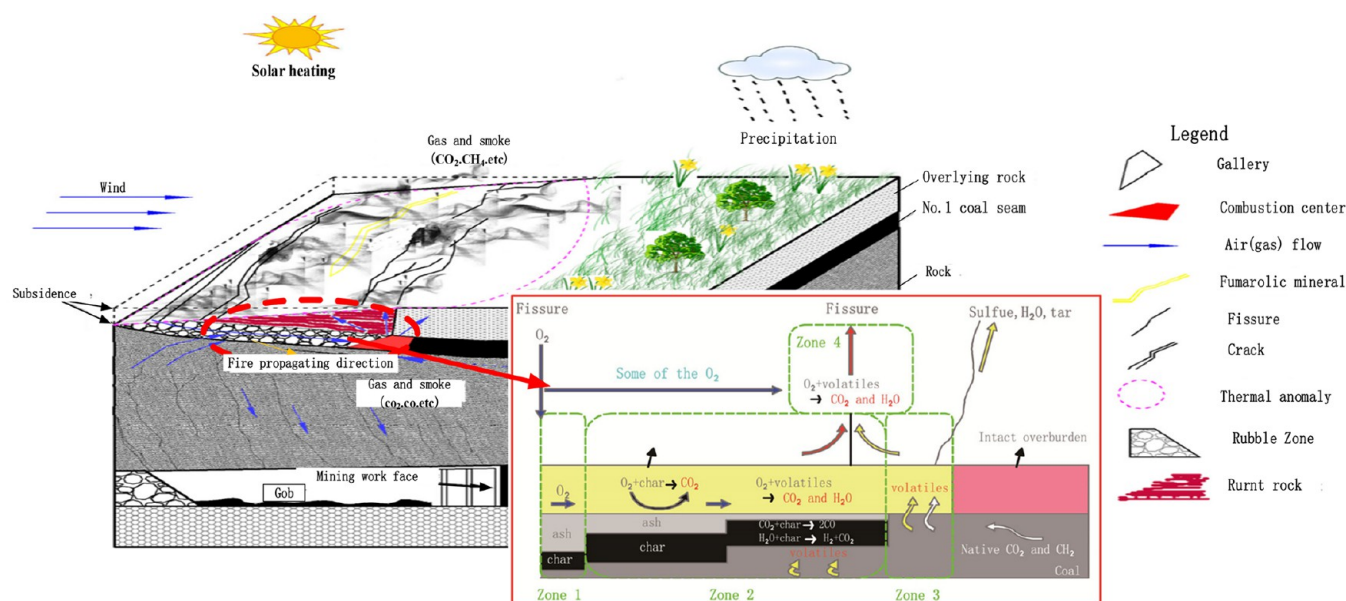 Solar heating
Precipitation
Gas and smoke
(CO₂.CH₄.etc)
Wind
Overlying rock
No.1 coal seam
Rock
Subsidence
Fire propagating direction
Gas and smoke
(co₂.co.etc)
Mining work face
Gob
Legend
Gallery
Combustion center
Air(gas) flow
Fumarolic mineral
Fissure
Crack
Thermal anomaly
Rubble Zone
Rurnt rock
Fissure
O₂
Some of the O₂
Fissure
Zone 4
O₂+volatiles
➔ CO₂ and H₂O
Sulfue, H₂O, tar
Intact overburden
O₂
O₂+char➔CO₂
O₂+volatiles
➔ CO₂ and H₂O
volatiles
ash
char
ash
char
CO₂+char➔2CO
H₂O+char➔H₂+CO₂
volatiles
Native CO₂ and CH₂
Coal
Zone 1
Zone 2
Zone 3